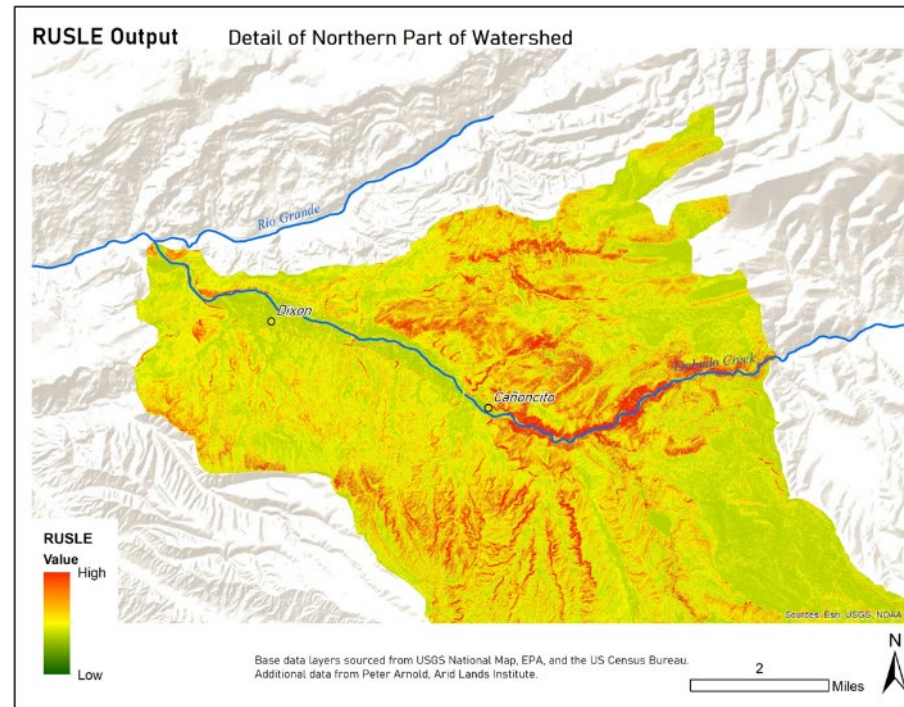 RUSLE Output Detail of Northern Part of Watershed
Rio Grande
Dixon
Embudo Creek
Cañoncito
RUSLE
Value
High
Low
Sources: Esri, USGS, NOAA
Base data layers sourced from USGS National Map, EPA, and the US Census Bureau.
Additional data from Peter Arnold, Arid Lands Institute.
N
2
Miles